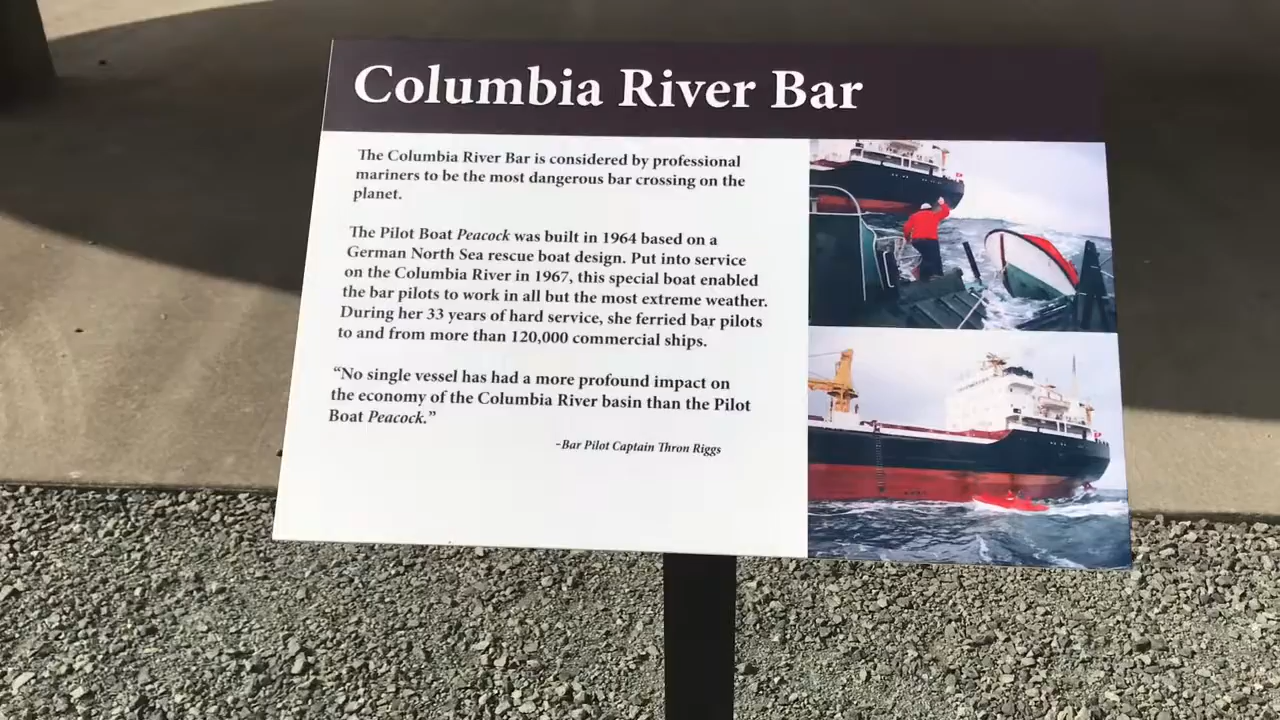 Columbia River Bar
The Columbia River Bar is considered by professional
mariners to be the most dangerous bar crossing on the
planet.
The Pilot Boat Peacock was built in 1964 based on a
German North Sea rescue boat design. Put into service
on the Columbia River in 1967, this special boat enabled
the bar pilots to work in all but the most extreme weather.
During her 33 years of hard service, she ferried bar pilots
to and from more than 120,000 commercial ships.
“No single vessel has had a more profound impact on
the economy of the Columbia River basin than the Pilot
Boat Peacock.”
-Bar Pilot Captain Thron Riggs